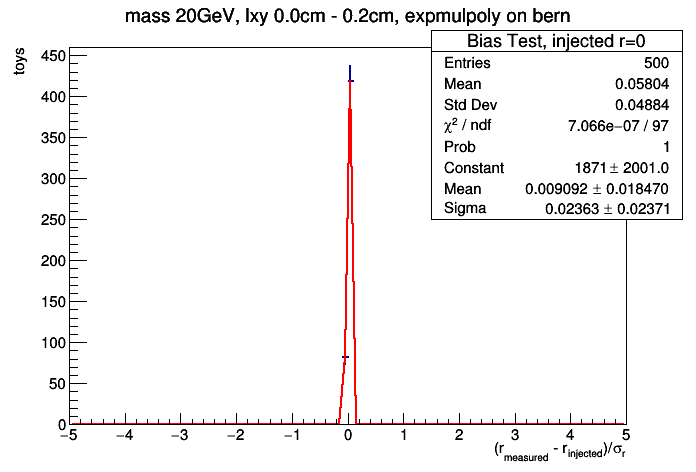 mass 20GeV, lxy 0.0cm - 0.2cm, expmulpoly on bern
Bias Test, injected r=0
Entries 500
Mean 0.05804
Std Dev 0.04884
χ² / ndf 7.066e-07 / 97
Prob 1
Constant 1871 ± 2001.0
Mean 0.009092 ± 0.018470
Sigma 0.02363 ± 0.02371
toys
450
400
350
300
250
200
150
100
50
0
−5 −4 −3 −2 −1 0 1 2 3 4 5
(r_measured - r_injected)/σ_r